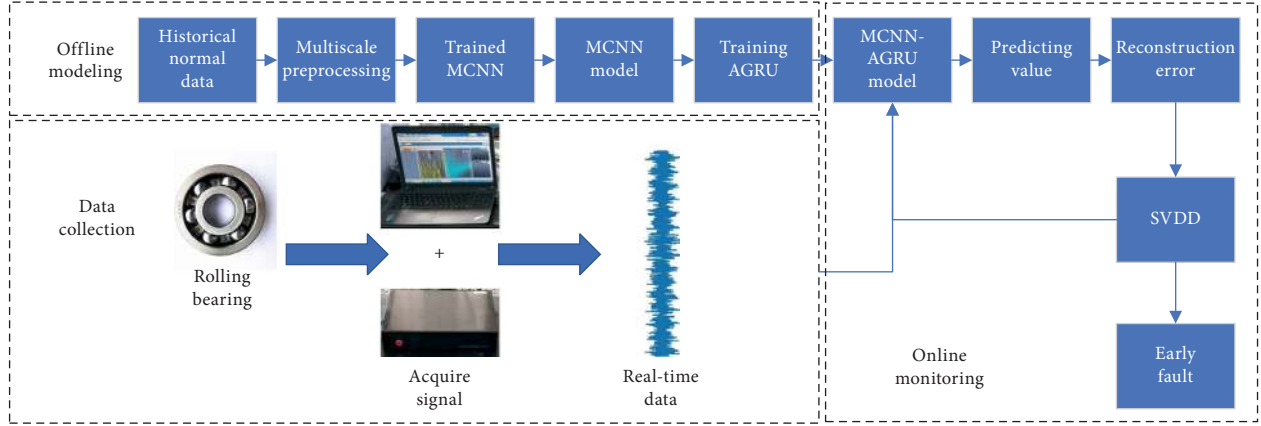 Offline
modeling
Historical
normal
data
Multiscale
preprocessing
Trained
MCNN
MCNN
model
Training
AGRU
MCNN-
AGRU
model
Predicting
value
Reconstruction
error
Data
collection
Rolling
bearing
+
Acquire
signal
Real-time
data
SVDD
Online
monitoring
Early
fault